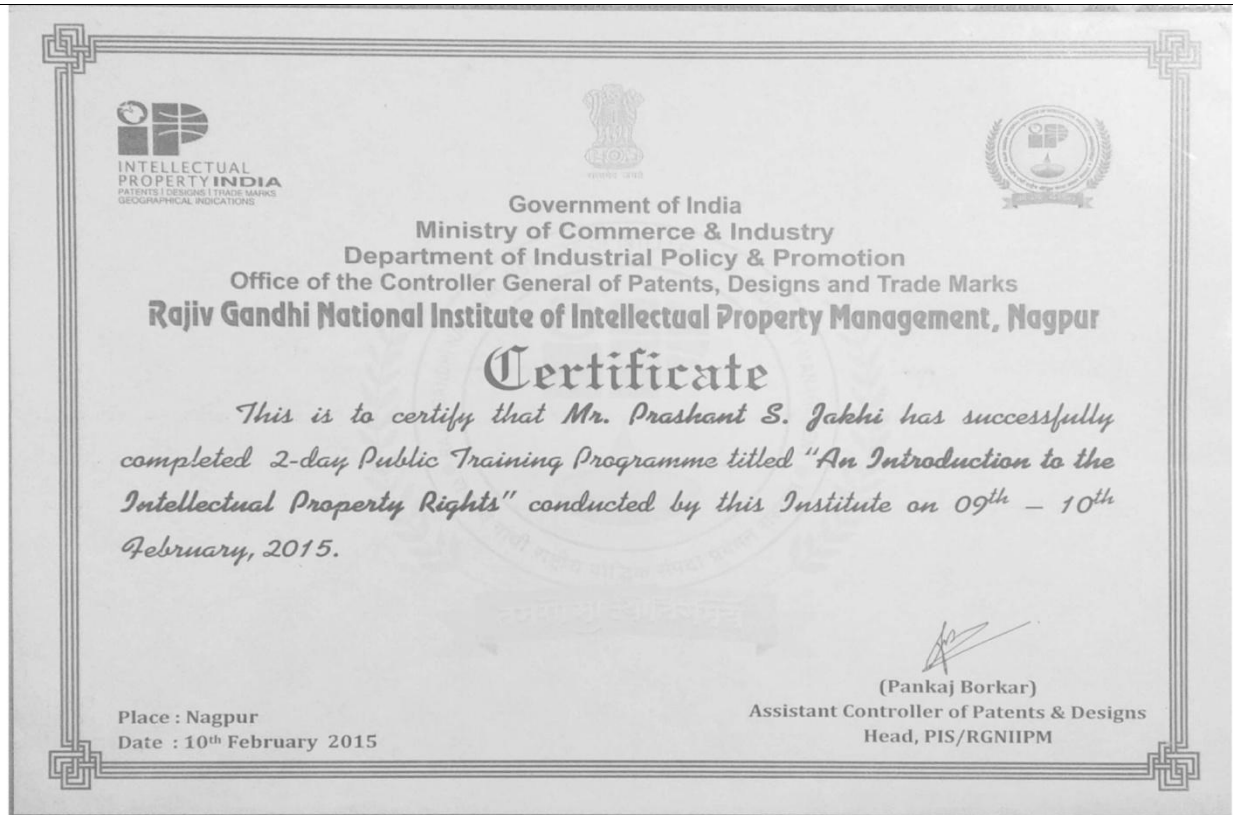 INTELLECTUAL
PROPERTY INDIA
PATENTS | DESIGNS | TRADE MARKS
GEOGRAPHICAL INDICATIONS
Government of India
Ministry of Commerce & Industry
Department of Industrial Policy & Promotion
Office of the Controller General of Patents, Designs and Trade Marks
Rajiv Gandhi National Institute of Intellectual Property Management, Nagpur
Certificate
This is to certify that Mr. Prashant S. Jakhi has successfully
completed 2-day Public Training Programme titled "An Introduction to the
Intellectual Property Rights" conducted by this Institute on 09th – 10th
February, 2015.
(Pankaj Borkar)
Assistant Controller of Patents & Designs
Head, PIS/RGNIIPM
Place : Nagpur
Date : 10th February 2015